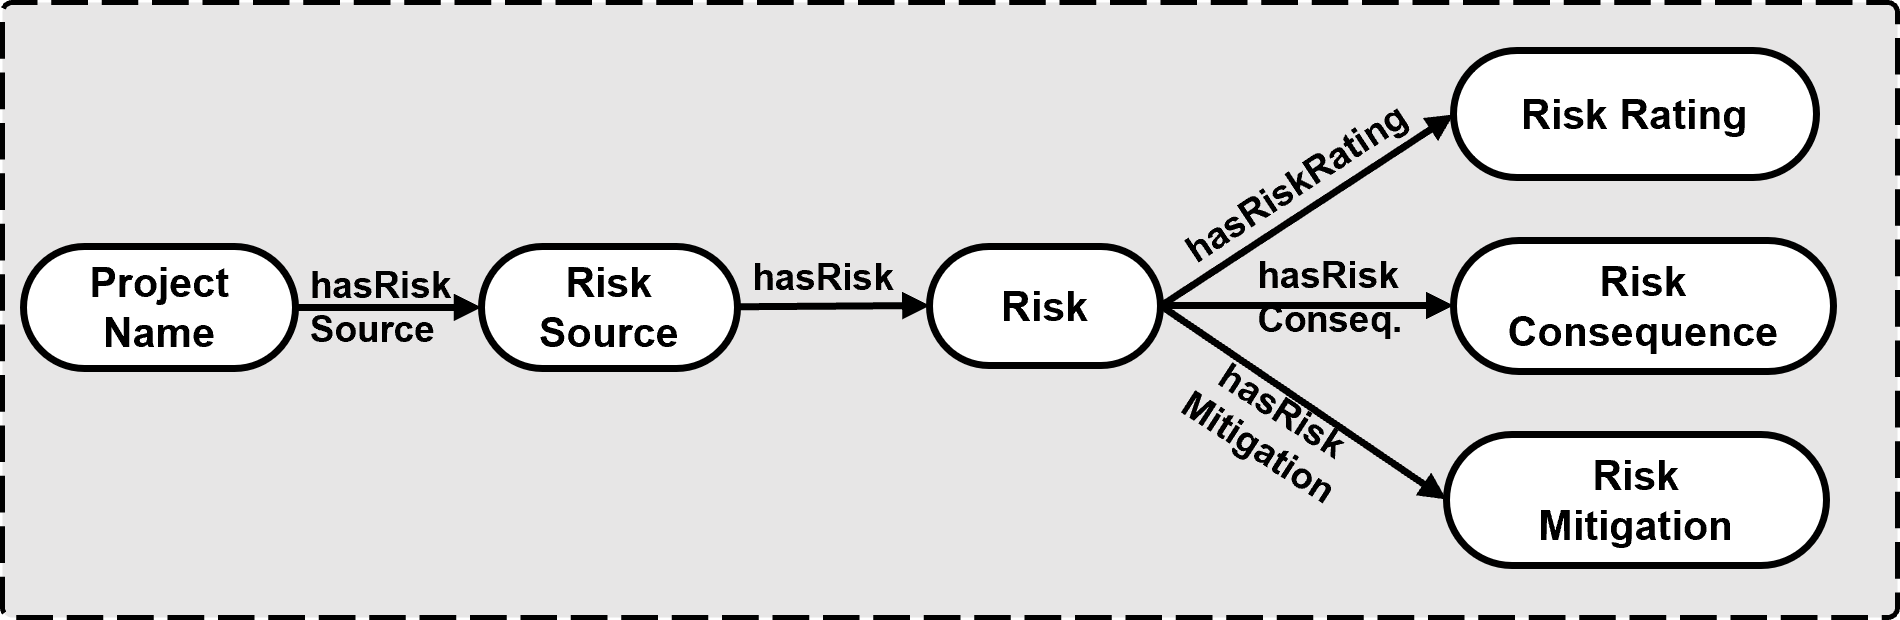 Project
Name
hasRisk
Source
Risk
Source
hasRisk
Risk
hasRiskRating
Risk Rating
hasRisk
Conseq.
Risk
Consequence
hasRisk
Mitigation
Risk
Mitigation